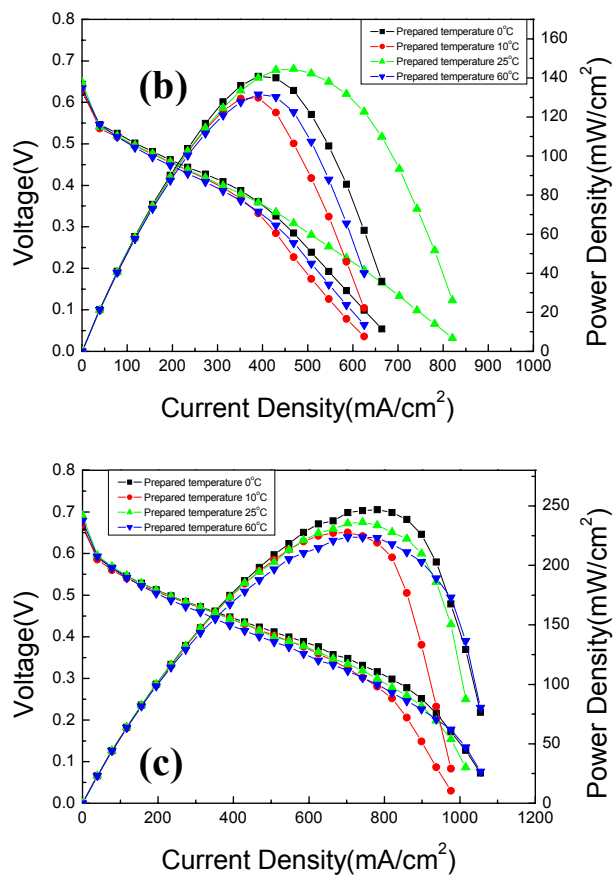 (b)
Prepared temperature 0°C
Prepared temperature 10°C
Prepared temperature 25°C
Prepared temperature 60°C
0.8
0.7
0.6
0.5
0.4
0.3
0.2
0.1
0.0
Voltage(V)
160
140
120
100
80
60
40
20
0
Power Density(mW/cm²)
0 100 200 300 400 500 600 700 800 900 1000
Current Density(mA/cm²)
Prepared temperature 0°C
Prepared temperature 10°C
Prepared temperature 25°C
Prepared temperature 60°C
0.8
0.7
0.6
0.5
0.4
0.3
0.2
0.1
0.0
Voltage(V)
(c)
250
200
150
100
50
0
Power Density(mW/cm²)
0 200 400 600 800 1000 1200
Current Density(mA/cm²)